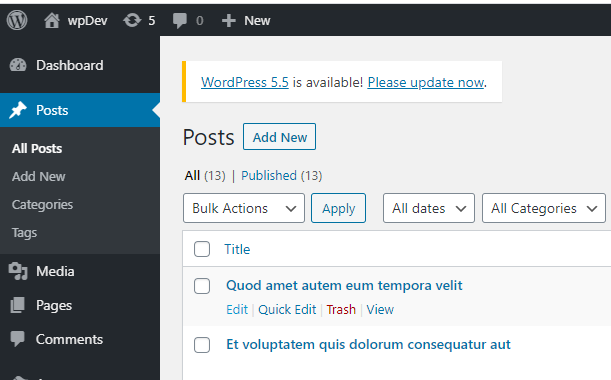 wpDev 5 0 + New
Dashboard
Posts
All Posts
Add New
Categories
Tags
Media
Pages
Comments
WordPress 5.5 is available! Please update now.
Posts Add New
All (13) | Published (13)
Bulk Actions Apply All dates All Categories
Title
Quod amet autem eum tempora velit
Edit | Quick Edit | Trash | View
Et voluptatem quis dolorum consequatur aut